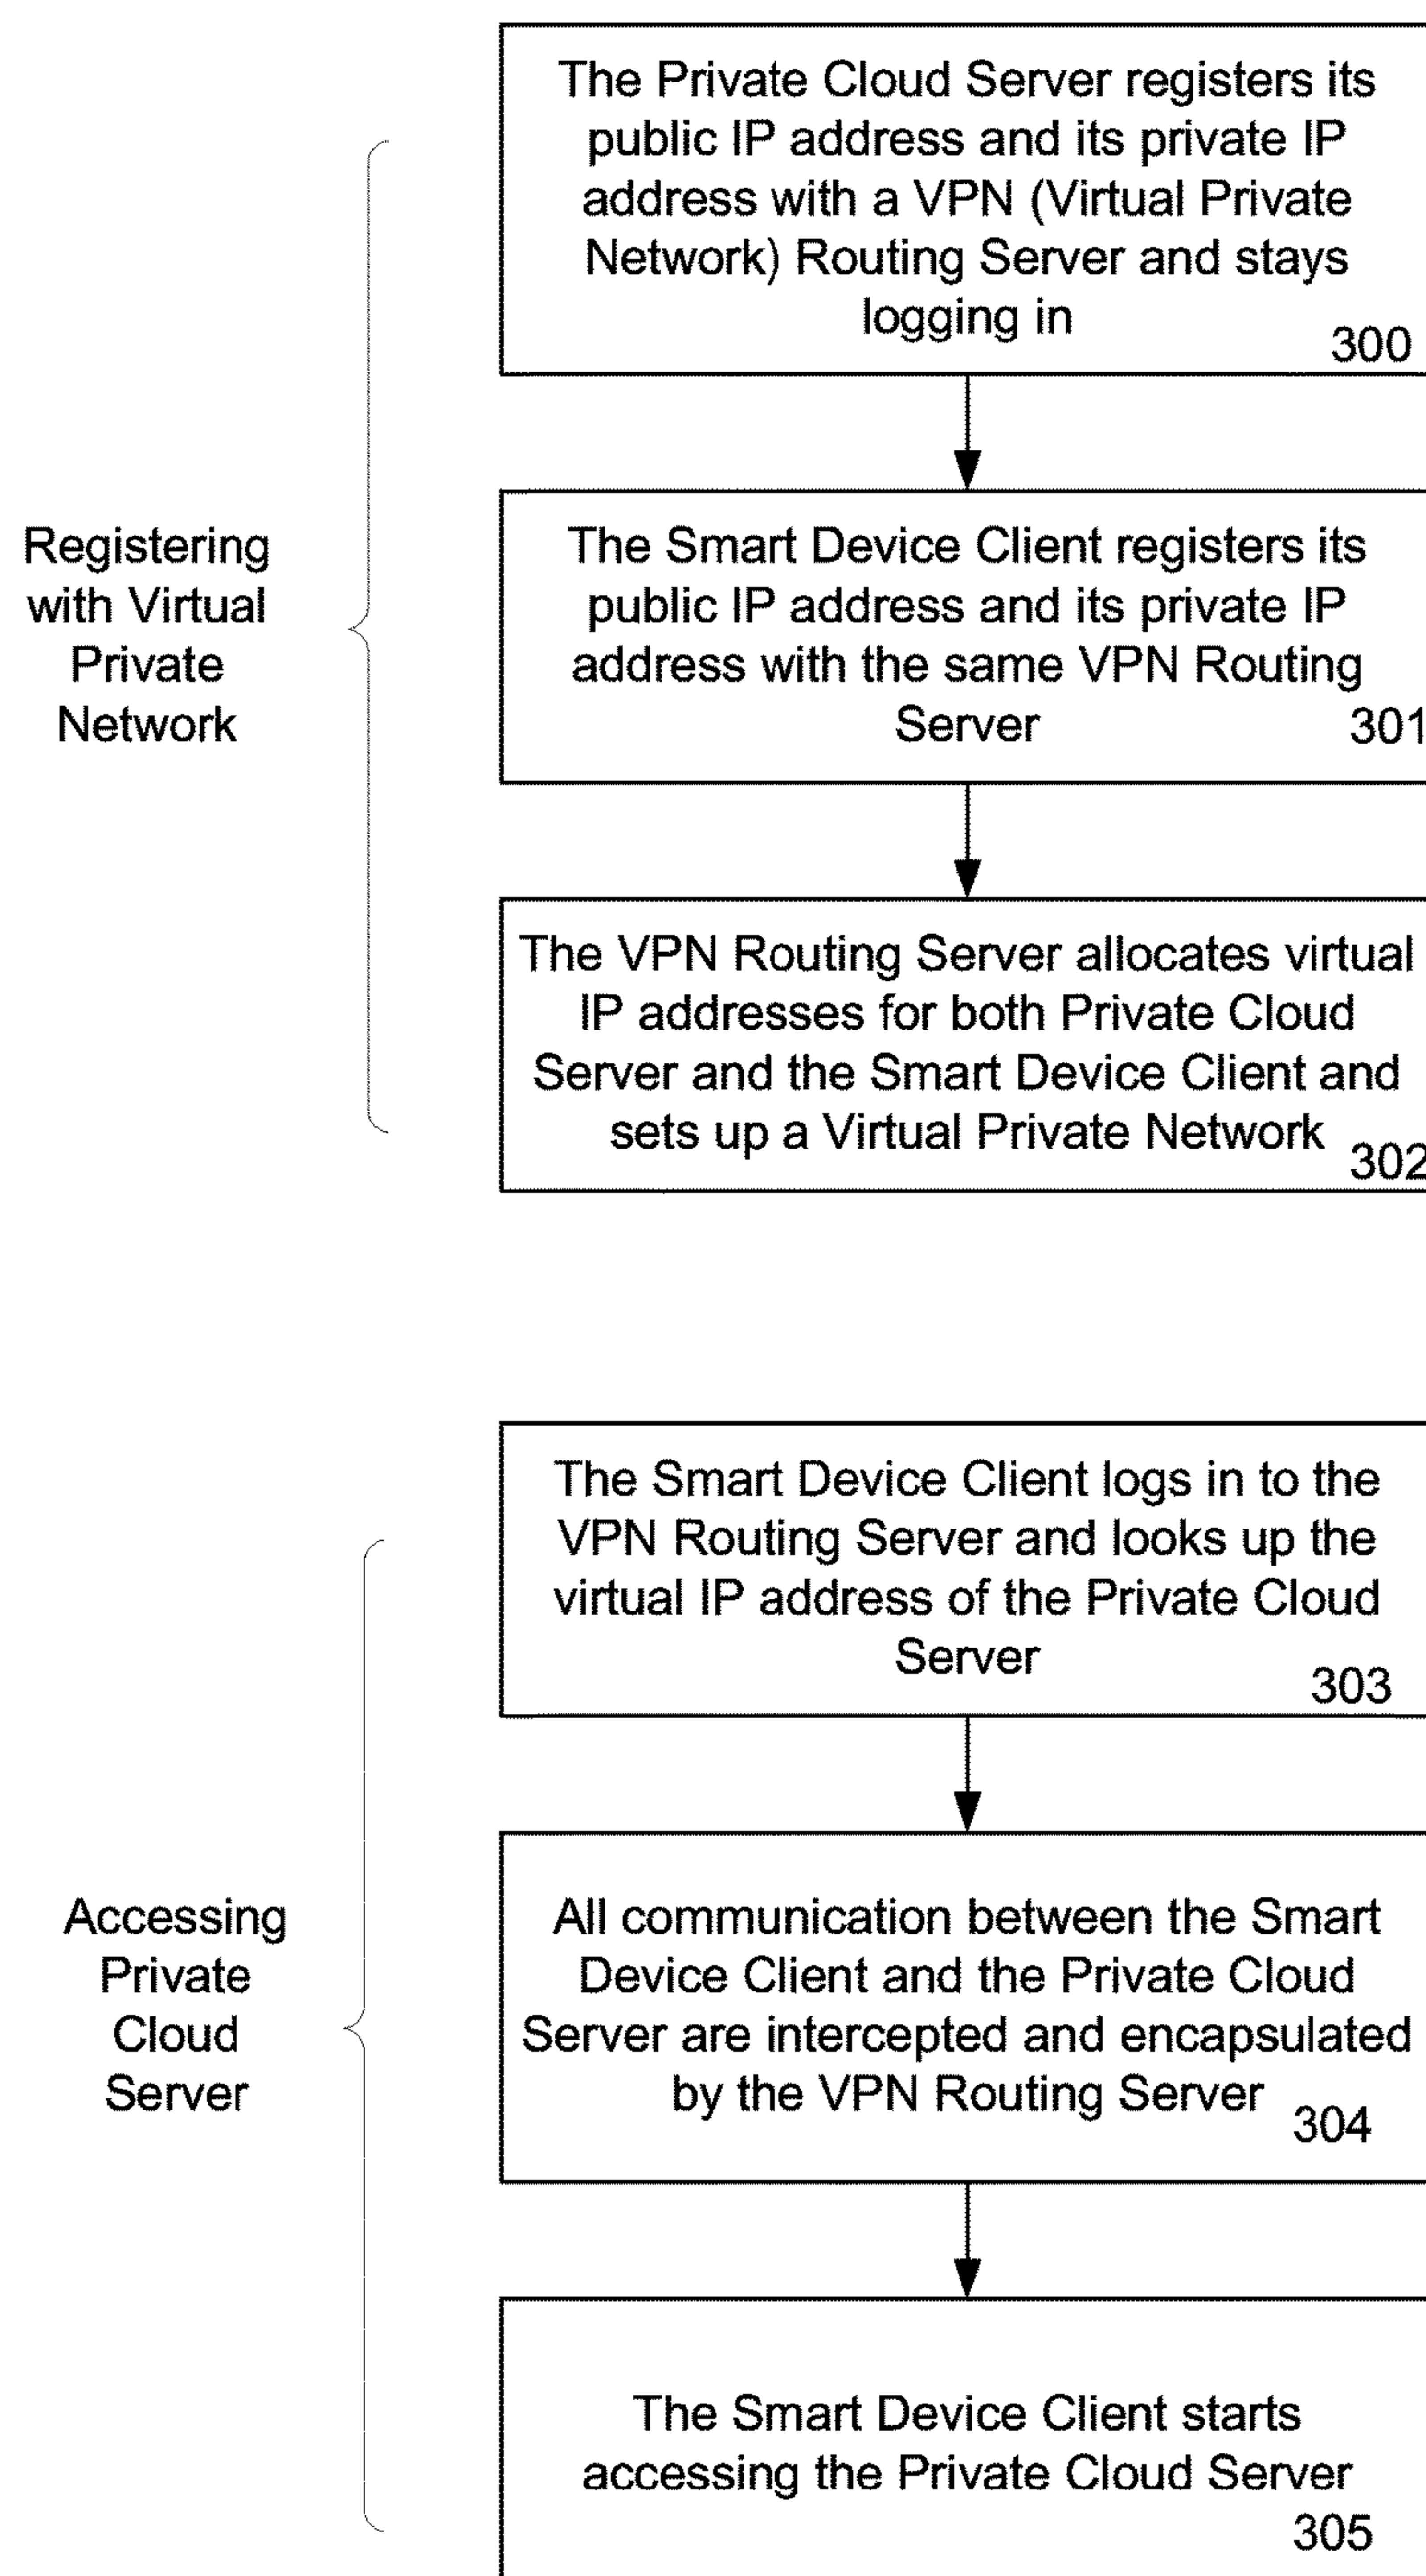 The Private Cloud Server registers its
public IP address and its private IP
address with a VPN (Virtual Private
Network) Routing Server and stays
logging in
300
Registering
with Virtual
Private
Network
The Smart Device Client registers its
public IP address and its private IP
address with the same VPN Routing
Server
301
The VPN Routing Server allocates virtual
IP addresses for both Private Cloud
Server and the Smart Device Client and
sets up a Virtual Private Network
302
The Smart Device Client logs in to the
VPN Routing Server and looks up the
virtual IP address of the Private Cloud
Server
303
Accessing
Private
Cloud
Server
All communication between the Smart
Device Client and the Private Cloud
Server are intercepted and encapsulated
by the VPN Routing Server
304
The Smart Device Client starts
accessing the Private Cloud Server
305